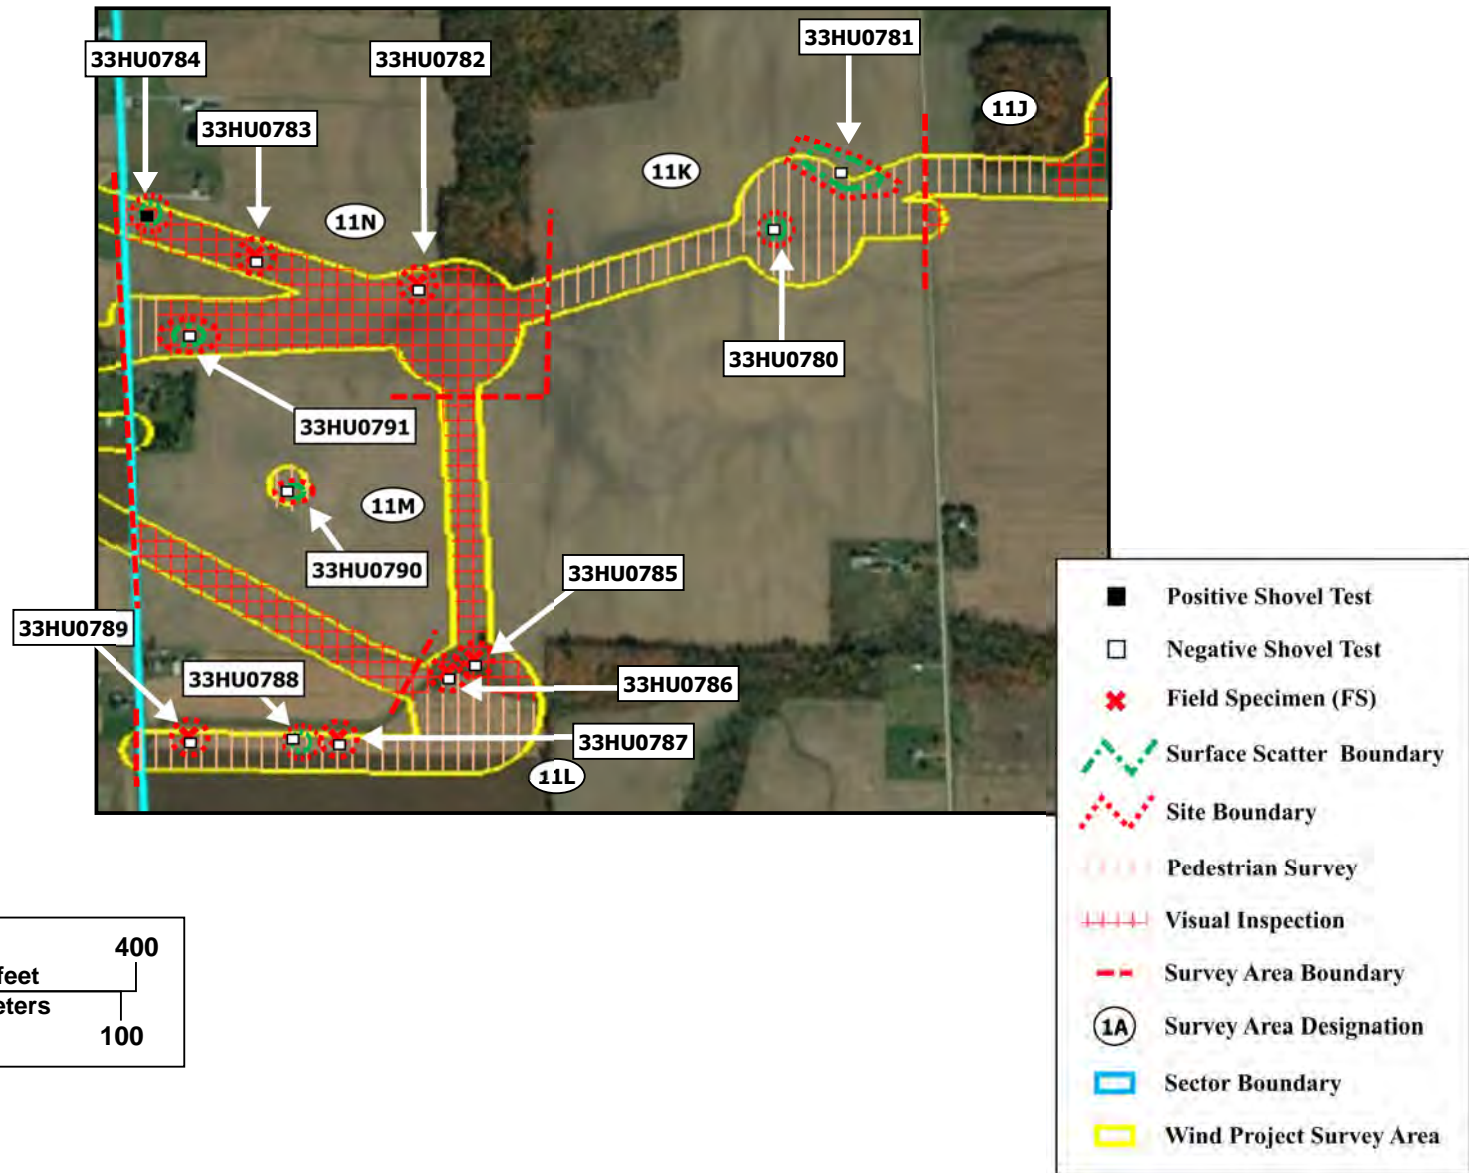 33HU0781
33HU0784
33HU0782
11J
33HU0783
11K
11N
33HU0780
33HU0791
11M
33HU0790
33HU0785
33HU0789
33HU0788
33HU0786
33HU0787
11L
Positive Shovel Test
Negative Shovel Test
Field Specimen (FS)
Surface Scatter Boundary
Site Boundary
Pedestrian Survey
Visual Inspection
Survey Area Boundary
1A Survey Area Designation
Sector Boundary
Wind Project Survey Area
400
feet
eters
100